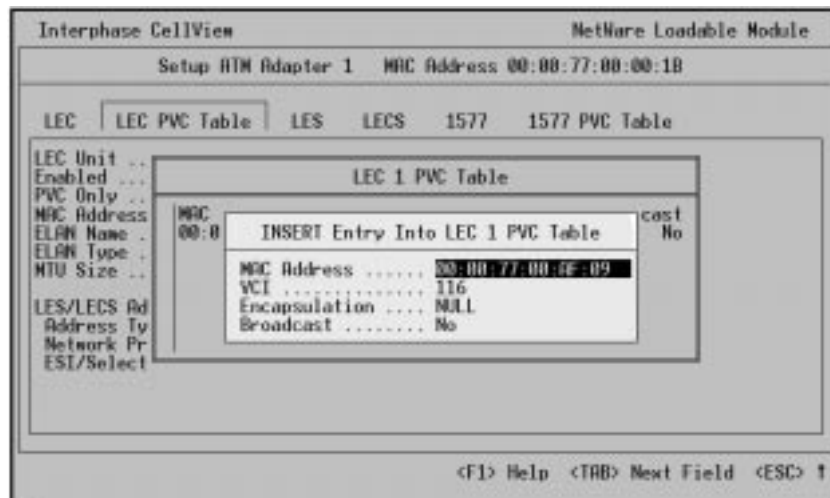 Interphase CellView NetWare Loadable Module
Setup ATM Adapter 1 MAC Address 00:00:77:00:00:1B
LEC LEC PVC Table LES LECS 1577 1577 PVC Table
LEC Unit ..
Enabled ...
PVC Only ..
MAC Address
ELAN Name .
ELAN Type .
MTU Size ..
LES/LECS Ad
Address Ty
Network Pr
ESI/Select
LEC 1 PVC Table
MAC cast
00:0 No
INSERT Entry Into LEC 1 PVC Table
MAC Address ...... 00:00:77:00:AF:09
VCI .............. 116
Encapsulation .... NULL
Broadcast ........ No
<F1> Help <TAB> Next Field <ESC> ↑